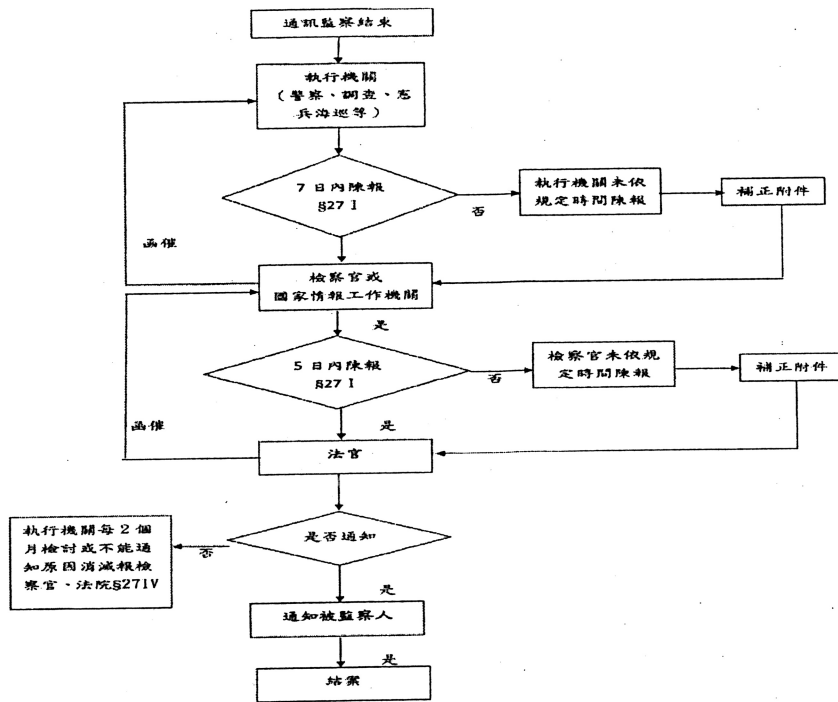 通訊監察結束
執行機關
(警察、調查、憲
兵海巡等)
7 日內陳報
§27 I
否
執行機關未依
規定時間陳報
補正附件
函催
檢察官或
國家情報工作機關
是
5 日內陳報
§27 I
否
檢察官未依規
定時間陳報
補正附件
函催
是
法官
是否通知
否
執行機關每 2 個
月檢討或不能通
知原因消滅報檢
察官、法院§27IV
是
通知被監察人
是
結案